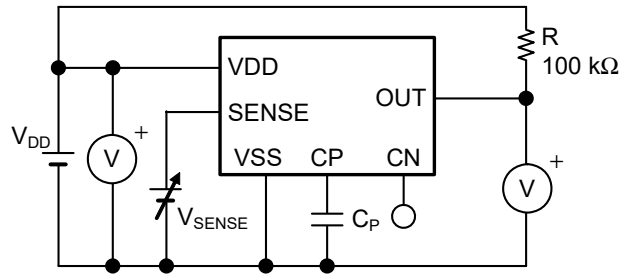 R
100 kΩ
VDD
SENSE
OUT
VSS CP CN
V_DD
V +
V_SENSE
C_P
V +